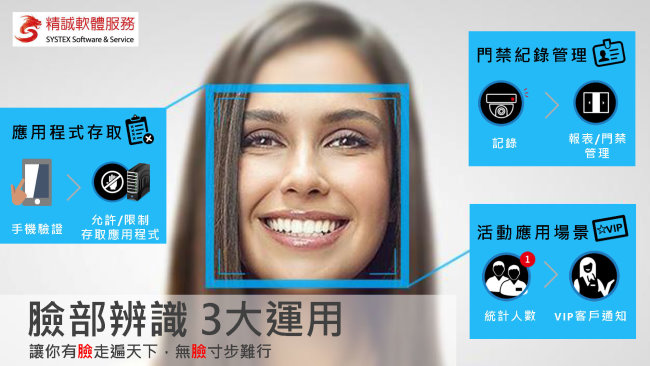 精誠軟體服務
SYSTEX Software & Service
應用程式存取
手機驗證
允許/限制
存取應用程式
門禁紀錄管理
記錄
報表/門禁
管理
活動應用場景
☆VIP
1
統計人數
VIP客戶通知
臉部辨識 3大運用
讓你有臉走遍天下，無臉寸步難行